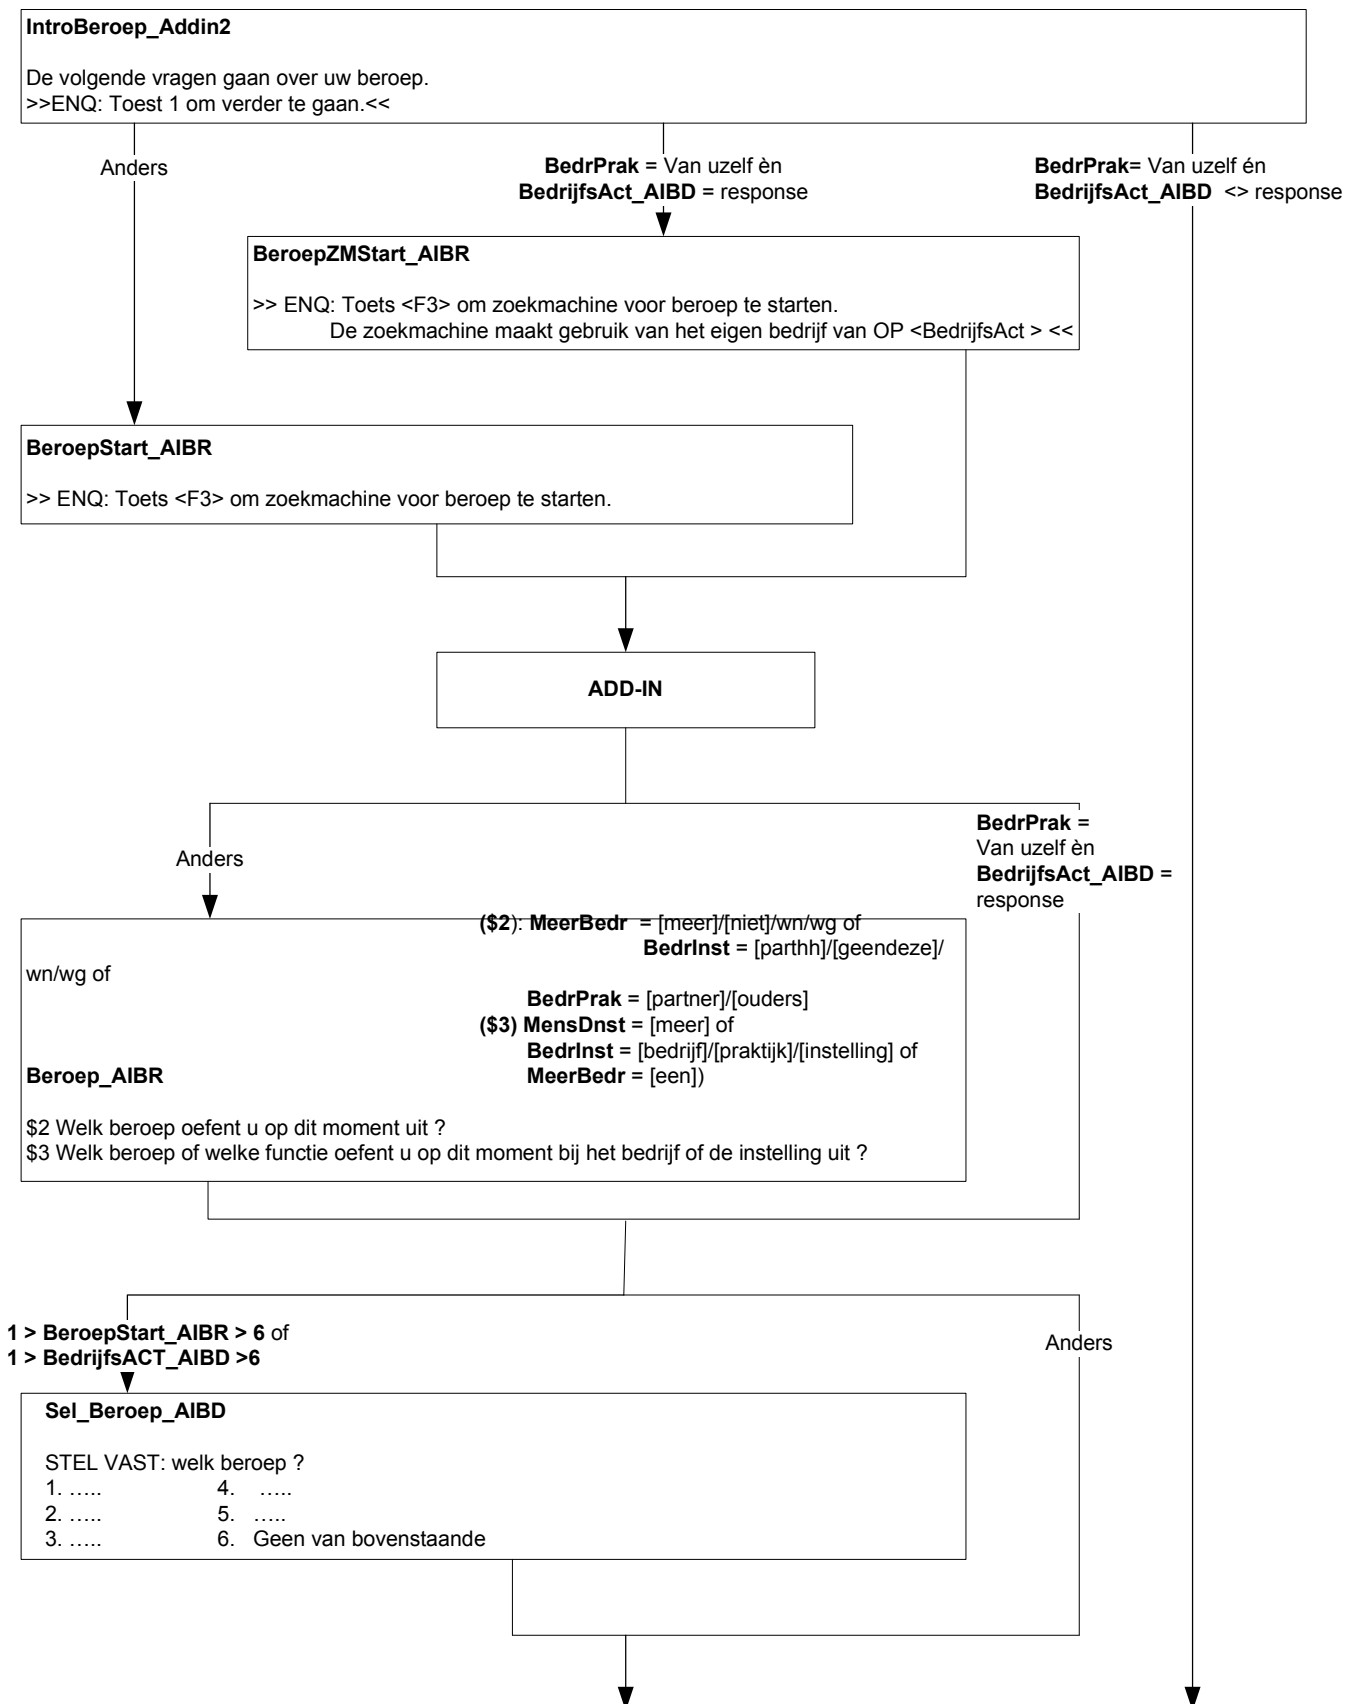 IntroBeroep_Addin2
De volgende vragen gaan over uw beroep.
>>ENQ: Toest 1 om verder te gaan.<<
Anders
BedrPrak = Van uzelf èn
BedrijfsAct_AIBD = response
BedrPrak= Van uzelf én
BedrijfsAct_AIBD <> response
BeroepZMStart_AIBR
>> ENQ: Toets <F3> om zoekmachine voor beroep te starten.
De zoekmachine maakt gebruik van het eigen bedrijf van OP <BedrijfsAct > <<
BeroepStart_AIBR
>> ENQ: Toets <F3> om zoekmachine voor beroep te starten.
ADD-IN
Anders
BedrPrak =
Van uzelf èn
BedrijfsAct_AIBD =
response
($2): MeerBedr = [meer]/[niet]/wn/wg of
BedrInst = [parthh]/[geendeze]/
wn/wg of
BedrPrak = [partner]/[ouders]
($3) MensDnst = [meer] of
BedrInst = [bedrijf]/[praktijk]/[instelling] of
Beroep_AIBR MeerBedr = [een])
$2 Welk beroep oefent u op dit moment uit ?
$3 Welk beroep of welke functie oefent u op dit moment bij het bedrijf of de instelling uit ?
1 > BeroepStart_AIBR > 6 of
1 > BedrijfsACT_AIBD >6
Anders
Sel_Beroep_AIBD
STEL VAST: welk beroep ?
1. ..... 4. .....
2. ..... 5. .....
3. ..... 6. Geen van bovenstaande